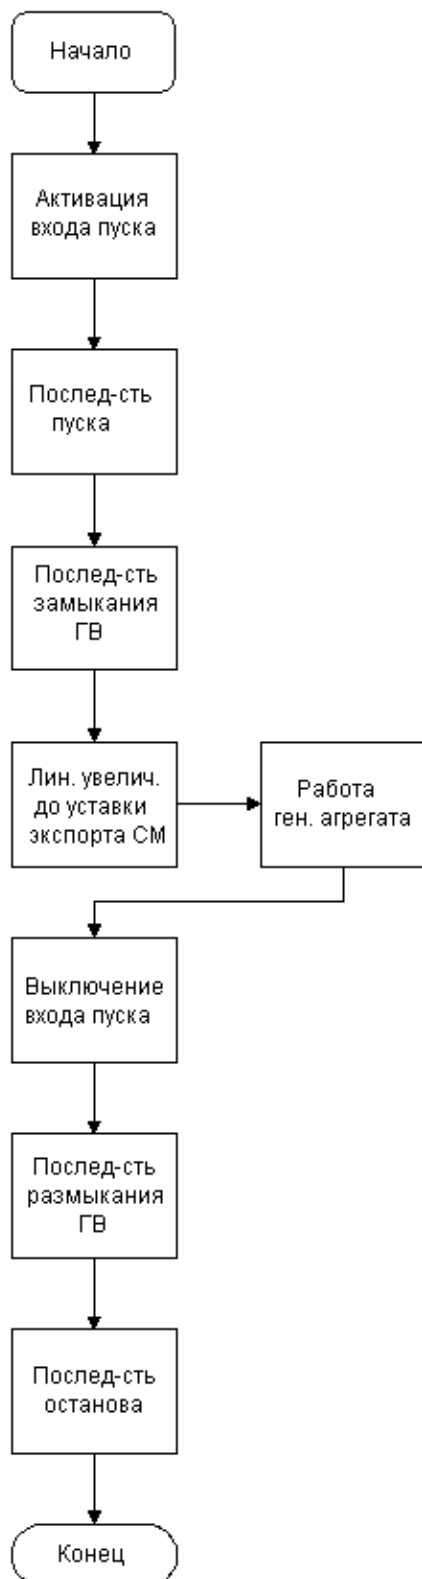 Начало
Активация
входа пуска
Послед-сть
пуска
Послед-сть
замыкания
ГВ
Лин. увелич.
до уставки
экспорта СМ
Работа
ген. агрегата
Выключение
входа пуска
Послед-сть
размыкания
ГВ
Послед-сть
останова
Конец